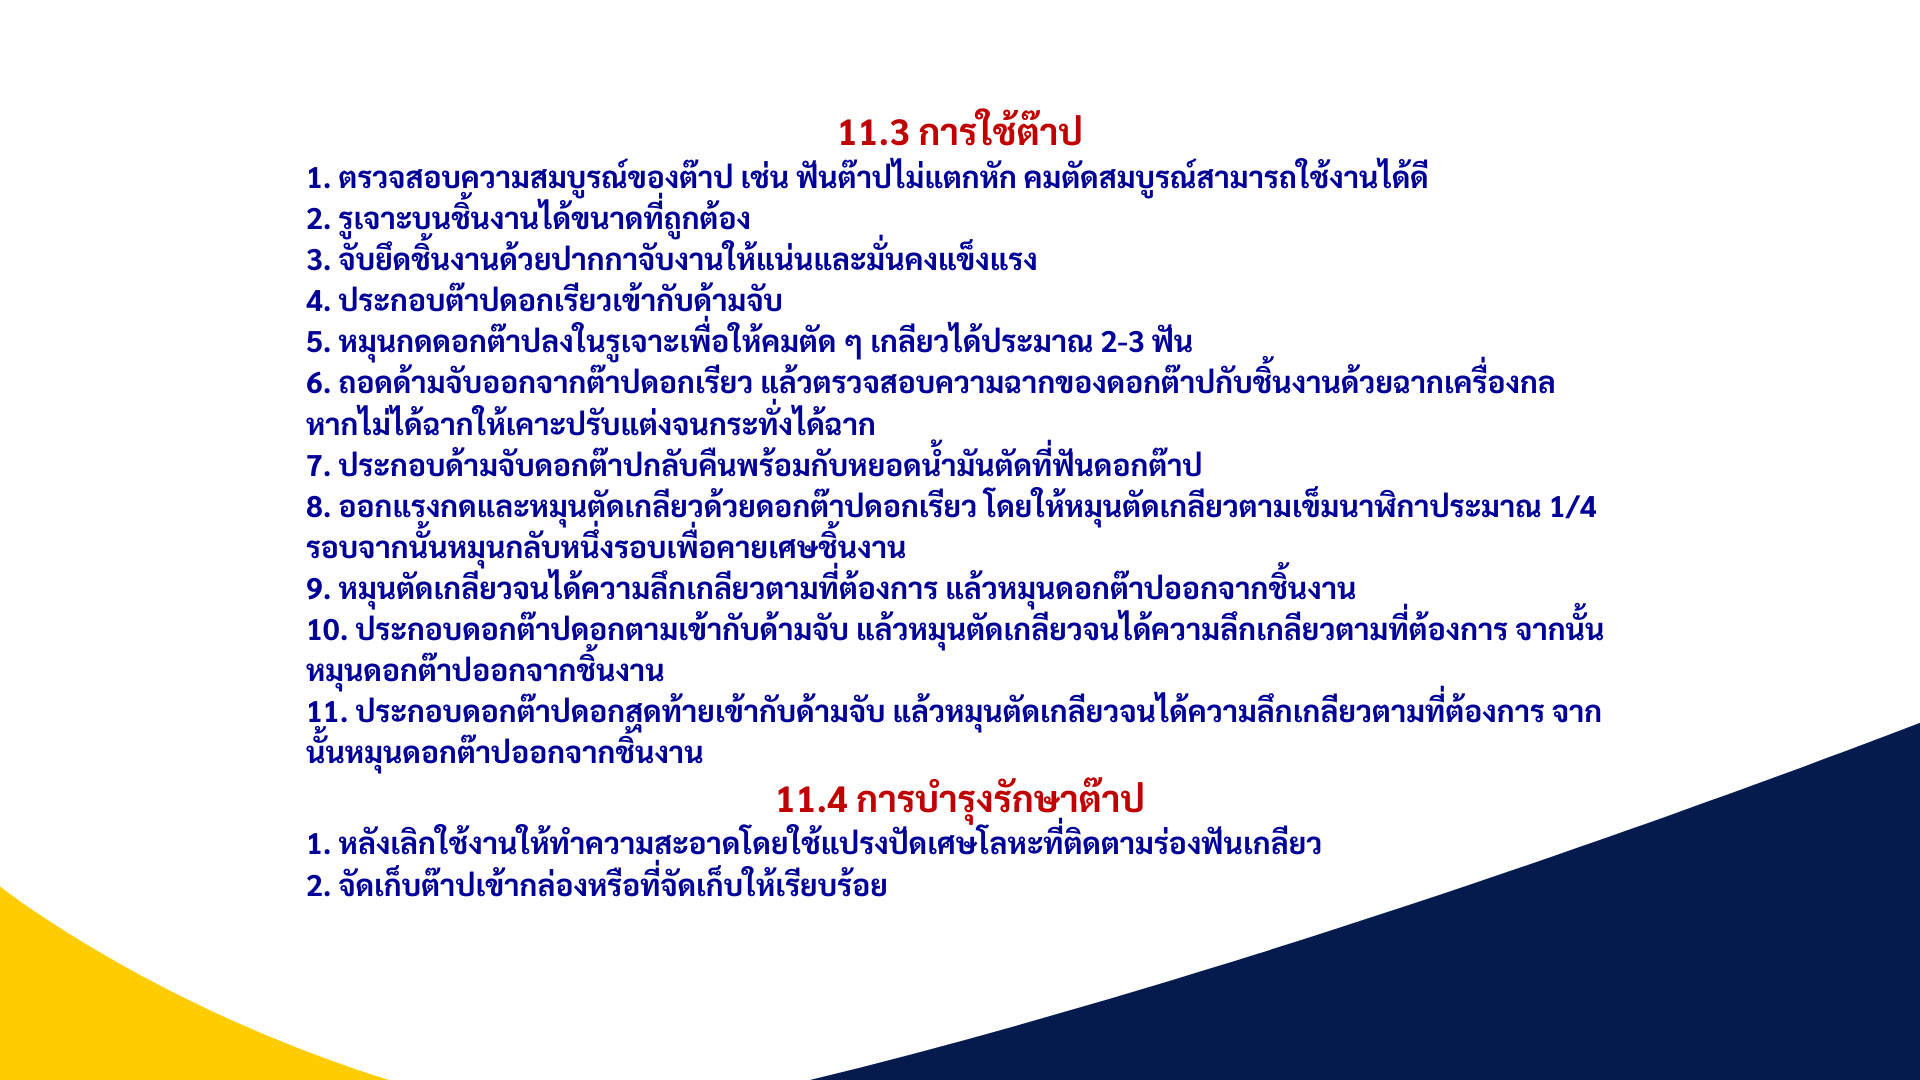 11.3 การใช้ต๊าป
1. ตรวจสอบความสมบูรณ์ของต๊าป เช่น ฟันต๊าปไม่แตกหัก คมตัดสมบูรณ์สามารถใช้งานได้ดี
2. รูเจาะบนชิ้นงานได้ขนาดที่ถูกต้อง
3. จับยึดชิ้นงานด้วยปากกาจับงานให้แน่นและมั่นคงแข็งแรง
4. ประกอบต๊าปดอกเรียวเข้ากับด้ามจับ
5. หมุนกดดอกต๊าปลงในรูเจาะเพื่อให้คมตัด ๆ เกลียวได้ประมาณ 2-3 ฟัน
6. ถอดด้ามจับออกจากต๊าปดอกเรียว แล้วตรวจสอบความฉากของดอกต๊าปกับชิ้นงานด้วยฉากเครื่องกล
หากไม่ได้ฉากให้เคาะปรับแต่งจนกระทั่งได้ฉาก
7. ประกอบด้ามจับดอกต๊าปกลับคืนพร้อมกับหยอดน้ำมันตัดที่ฟันดอกต๊าป
8. ออกแรงกดและหมุนตัดเกลียวด้วยดอกต๊าปดอกเรียว โดยให้หมุนตัดเกลียวตามเข็มนาฬิกาประมาณ 1/4
รอบจากนั้นหมุนกลับหนึ่งรอบเพื่อคายเศษชิ้นงาน
9. หมุนตัดเกลียวจนได้ความลึกเกลียวตามที่ต้องการ แล้วหมุนดอกต๊าปออกจากชิ้นงาน
10. ประกอบดอกต๊าปดอกตามเข้ากับด้ามจับ แล้วหมุนตัดเกลียวจนได้ความลึกเกลียวตามที่ต้องการ จากนั้น
หมุนดอกต๊าปออกจากชิ้นงาน
11. ประกอบดอกต๊าปดอกสุดท้ายเข้ากับด้ามจับ แล้วหมุนตัดเกลียวจนได้ความลึกเกลียวตามที่ต้องการ จาก
นั้นหมุนดอกต๊าปออกจากชิ้นงาน
11.4 การบำรุงรักษาต๊าป
1. หลังเลิกใช้งานให้ทำความสะอาดโดยใช้แปรงปัดเศษโลหะที่ติดตามร่องฟันเกลียว
2. จัดเก็บต๊าปเข้ากล่องหรือที่จัดเก็บให้เรียบร้อย